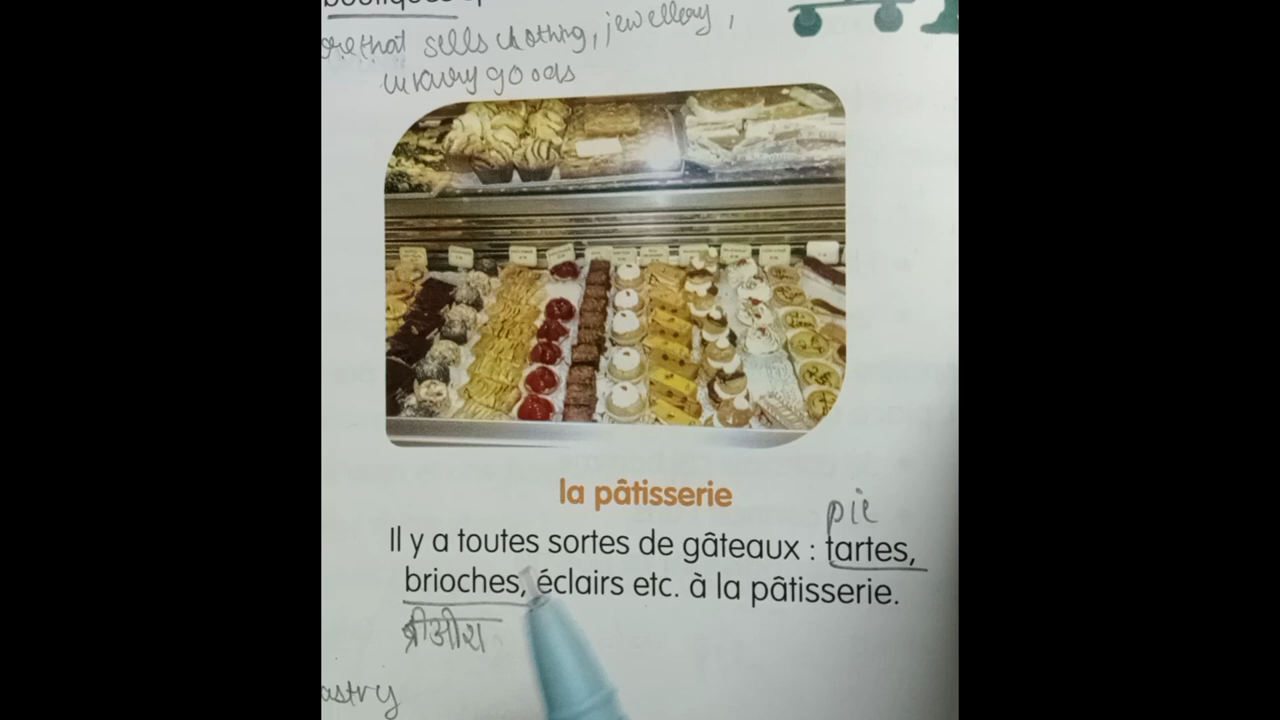 that sells clothing, jewellery,
luxury goods
la pâtisserie
pie
Il y a toutes sortes de gâteaux : tartes,
brioches, éclairs etc. à la pâtisserie.
ब्रीओश
astry